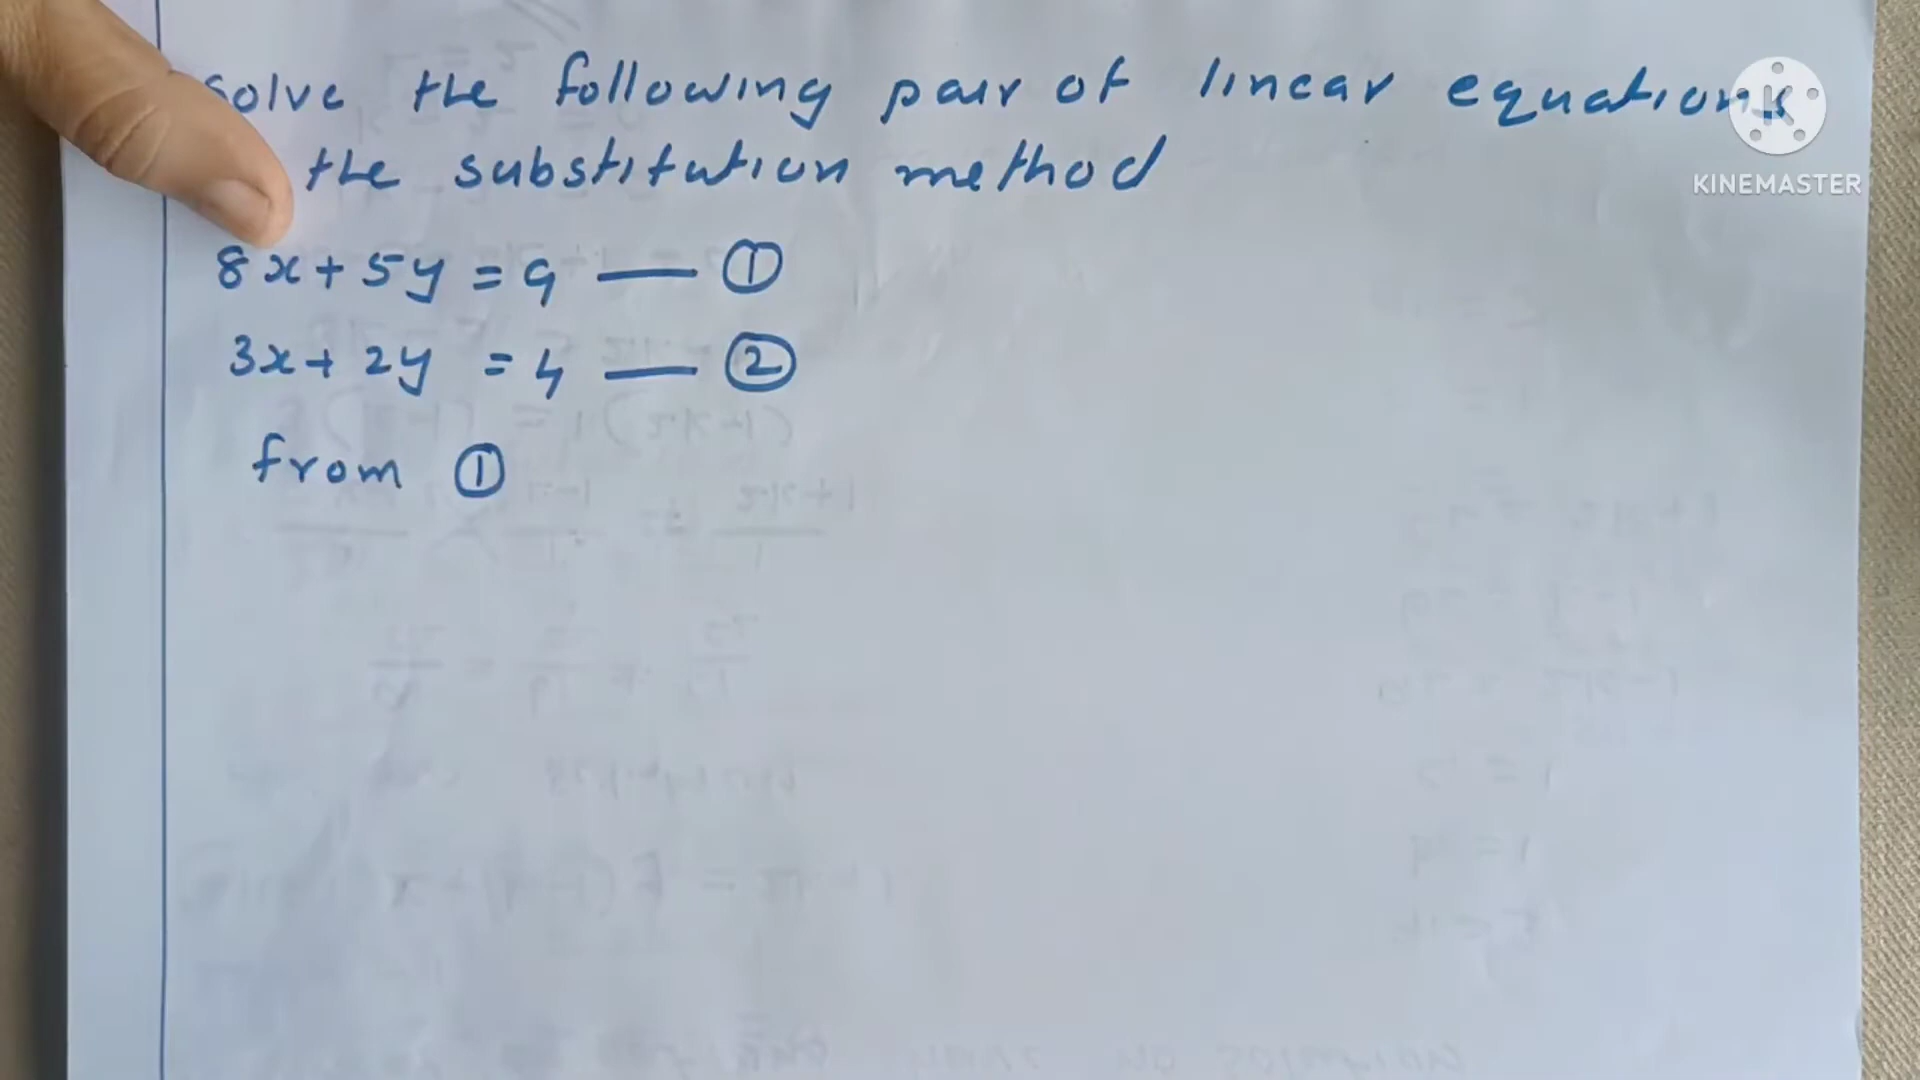 solve the following pair of linear equations
the substitution method
8x + 5y = 9 — ①
3x + 2y = 4 — ②
from ①
KINEMASTER